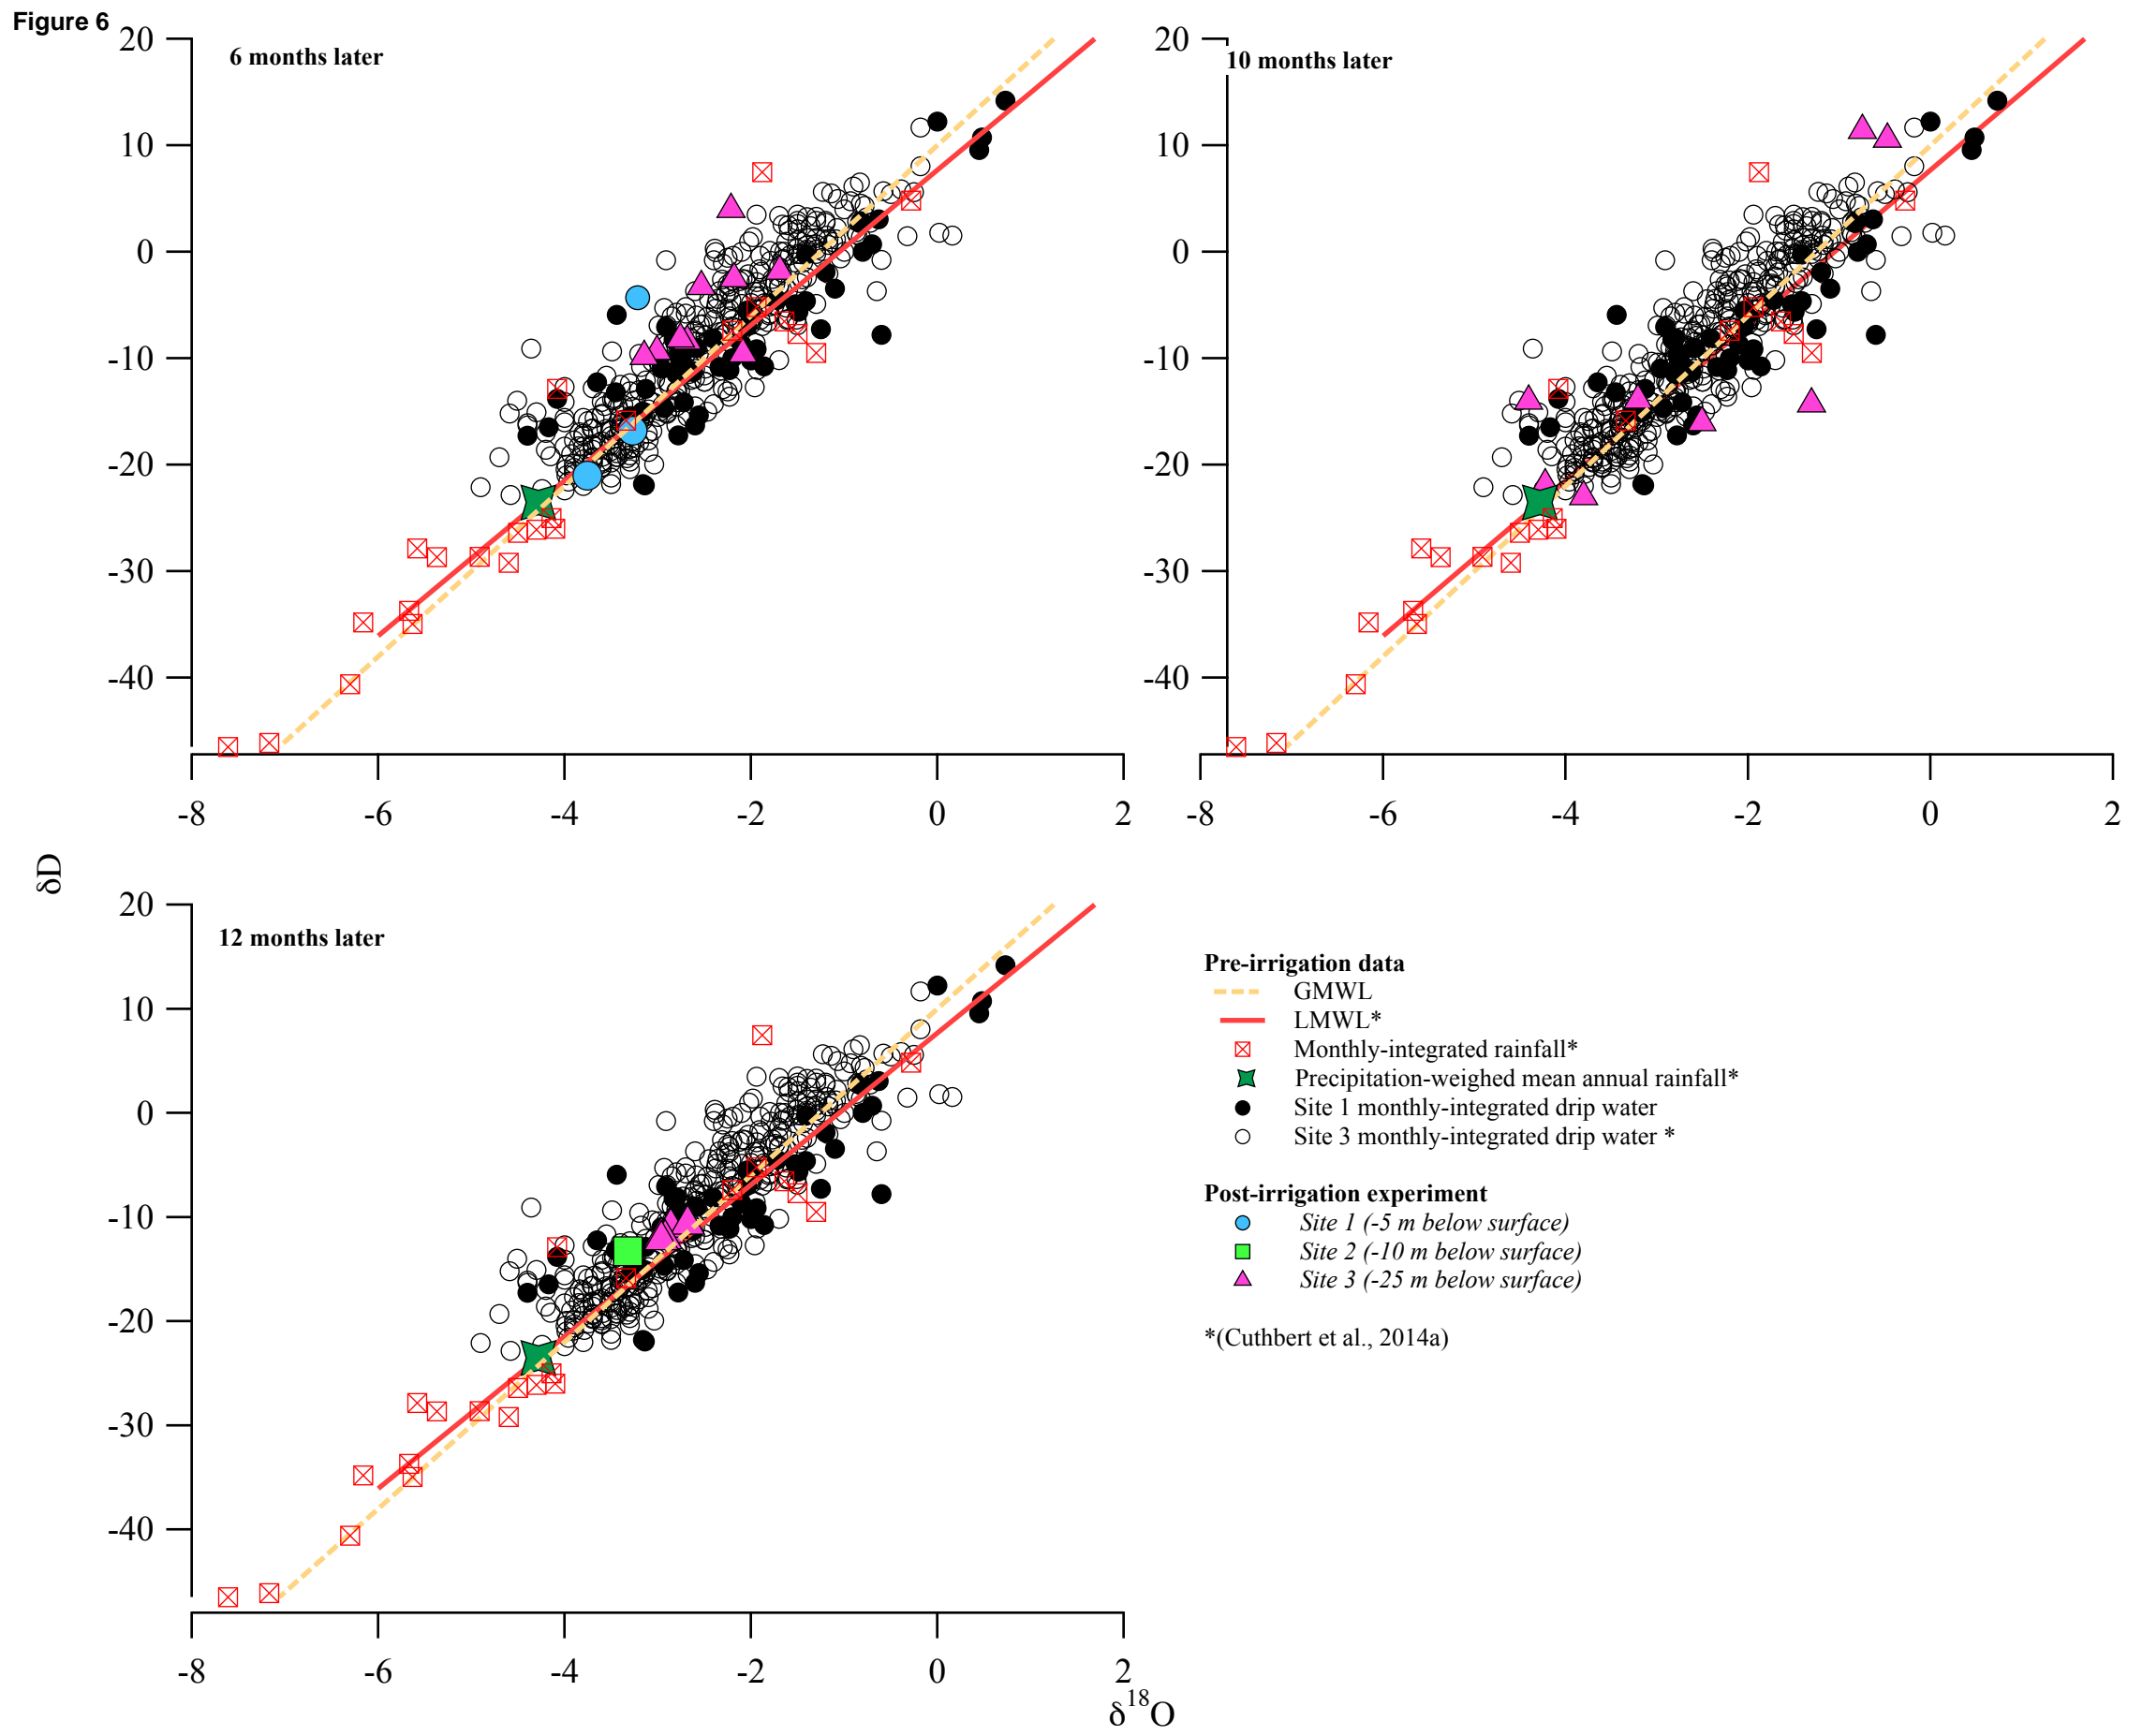 Figure 6
6 months later
20
10
0
-10
-20
-30
-40
-8 -6 -4 -2 0 2
10 months later
20
10
0
-10
-20
-30
-40
-8 -6 -4 -2 0 2
δD
12 months later
20
10
0
-10
-20
-30
-40
-8 -6 -4 -2 0 2
δ18O
Pre-irrigation data
GMWL
LMWL*
Monthly-integrated rainfall*
Precipitation-weighed mean annual rainfall*
Site 1 monthly-integrated drip water
Site 3 monthly-integrated drip water *
Post-irrigation experiment
Site 1 (-5 m below surface)
Site 2 (-10 m below surface)
Site 3 (-25 m below surface)
*(Cuthbert et al., 2014a)